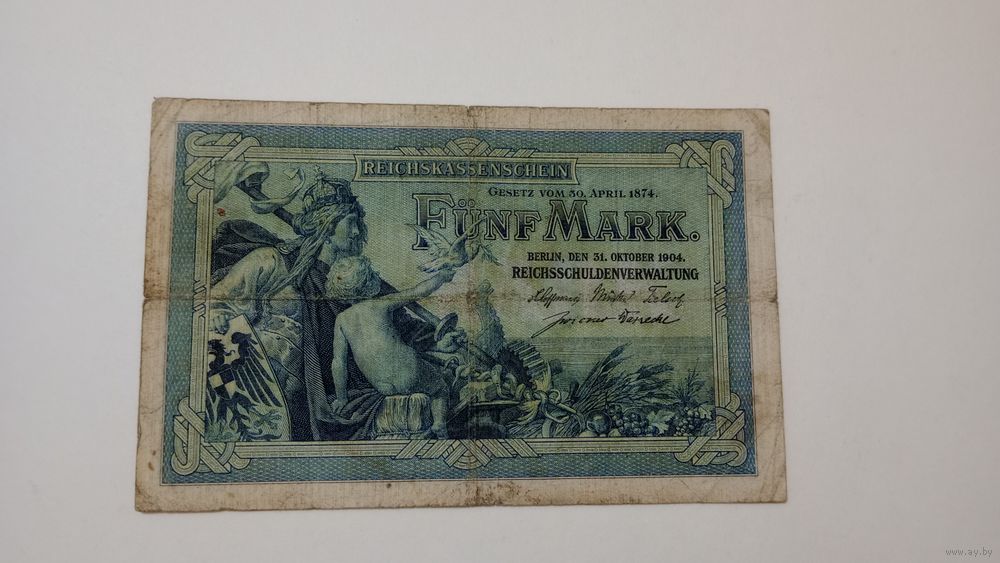 REICHSKASSENSCHEIN
GESETZ VOM 30. APRIL 1874.
FÜNF MARK.
BERLIN, DEN 31. OKTOBER 1904.
REICHSSCHULDENVERWALTUNG
www.ay.by